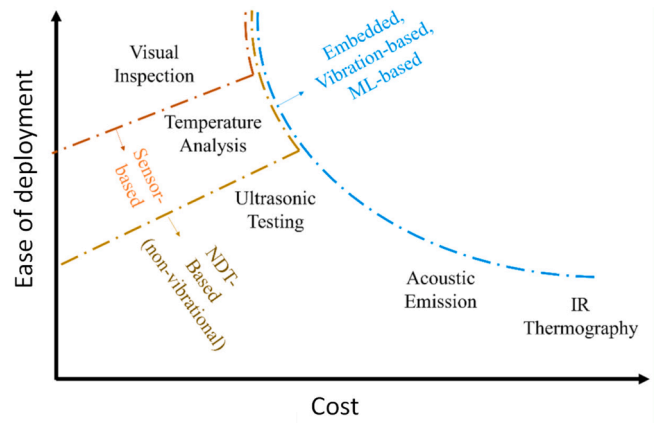 Ease of deployment
Visual
Inspection
Embedded,
Vibration-based,
ML-based
Temperature
Analysis
Sensor-
based
Ultrasonic
Testing
NDT-
Based
(non-vibrational)
Acoustic
Emission
IR
Thermography
Cost